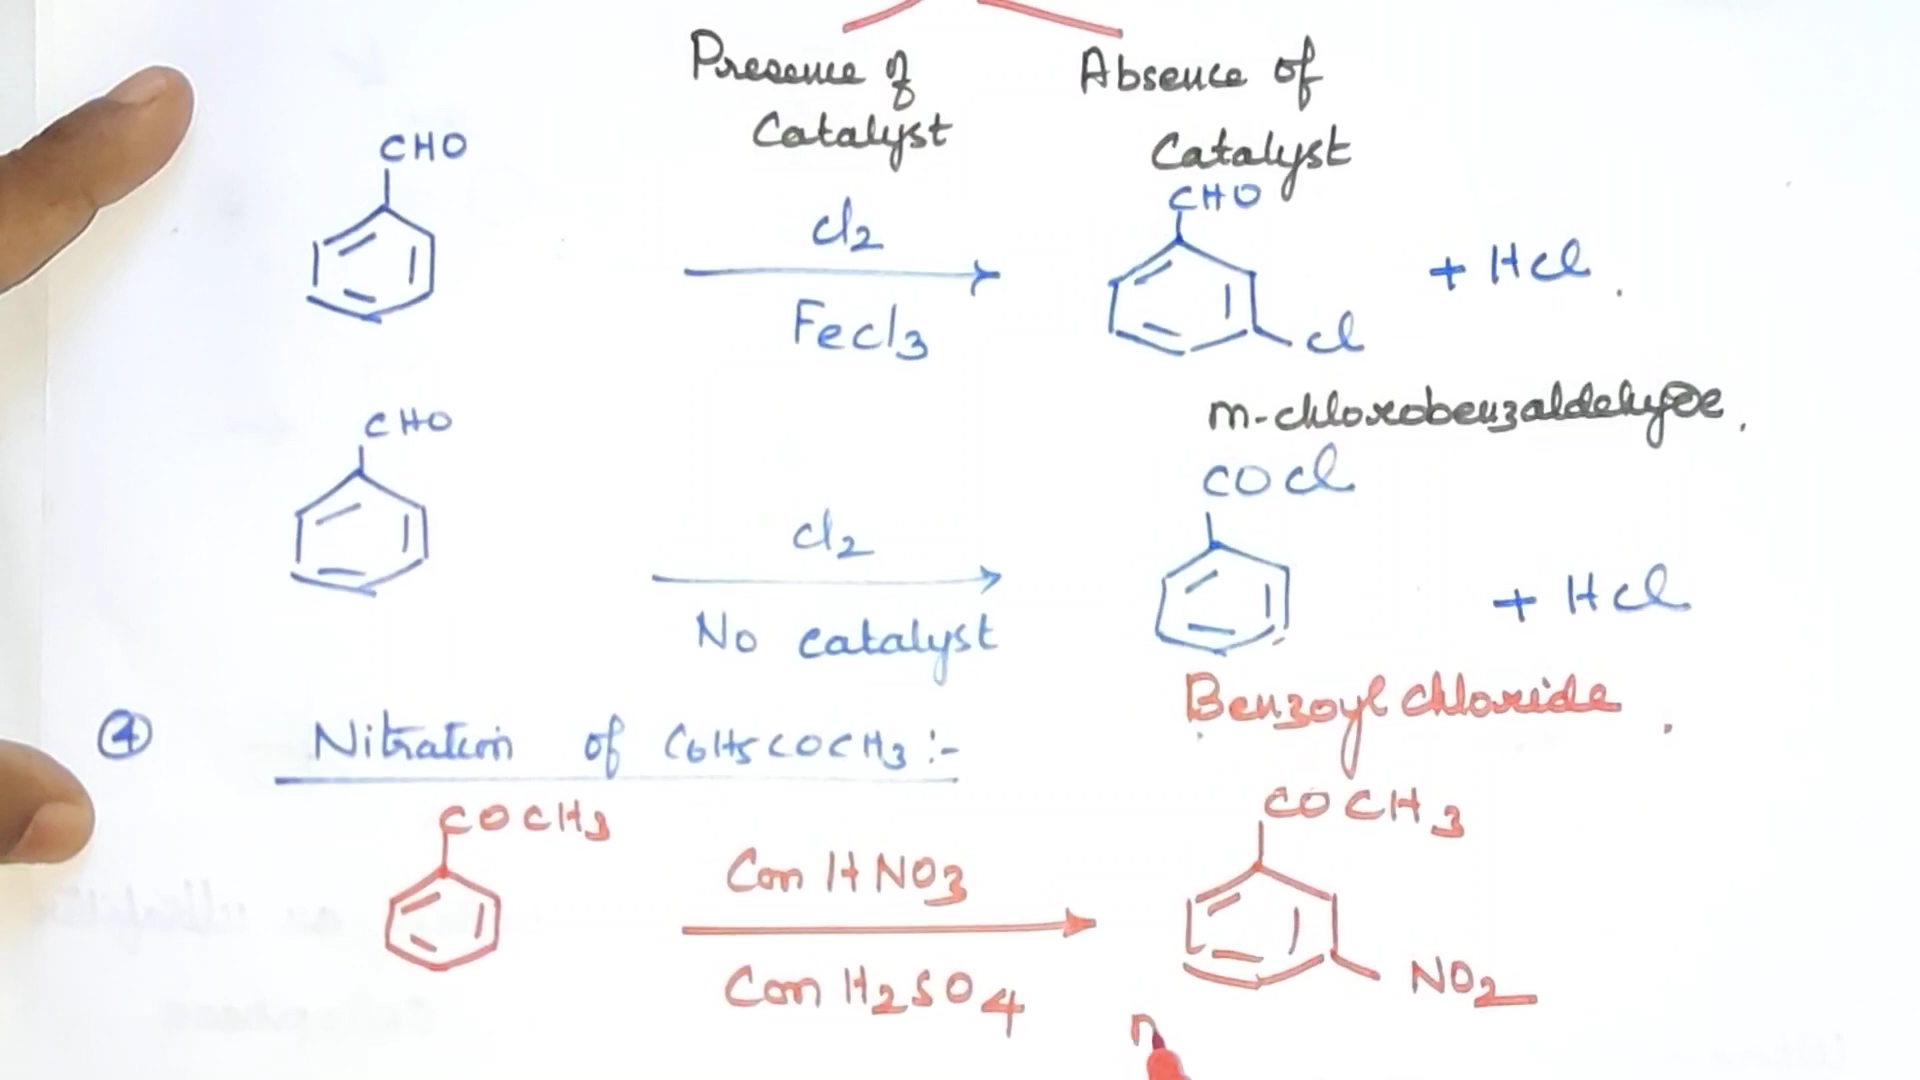 Presence of
Catalyst
Absence of
Catalyst
CHO
Cl2
FeCl3
CHO
Cl
+ HCl
m-chlorobenzaldehyde.
CHO
Cl2
No catalyst
COCl
+ HCl
Benzoyl chloride.
④ Nitration of C6H5COCH3 :-
COCH3
Con HNO3
Con H2SO4
COCH3
NO2